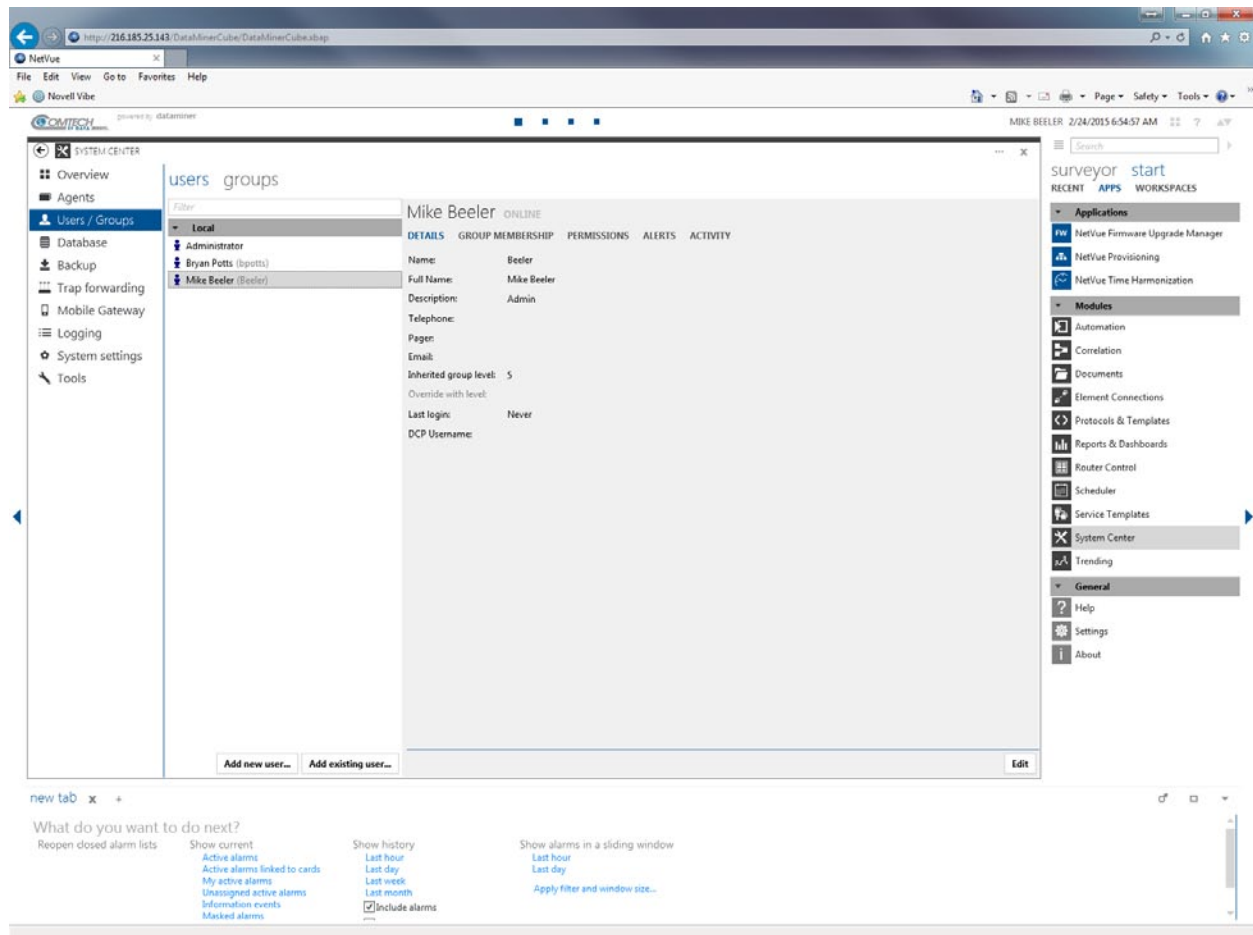 http://216.185.25.143/DataMinerCube/DataMinerCube.xbap
NetVue
File Edit View Go to Favorites Help
Novell Vibe
Page Safety Tools
COMTECH EF DATA powered by dataminer
MIKE BEELER 2/24/2015 6:54:57 AM ?
SYSTEM CENTER ... x
Overview
Agents
Users / Groups
Database
Backup
Trap forwarding
Mobile Gateway
Logging
System settings
Tools
users groups
Filter
Local
Administrator
Bryan Potts (bpotts)
Mike Beeler (Beeler)
Add new user... Add existing user...
Mike Beeler ONLINE
DETAILS GROUP MEMBERSHIP PERMISSIONS ALERTS ACTIVITY
Name: Beeler
Full Name: Mike Beeler
Description: Admin
Telephone:
Pager:
Email:
Inherited group level: 5
Override with level:
Last login: Never
DCP Username:
Edit
Search
surveyor start
RECENT APPS WORKSPACES
Applications
FW NetVue Firmware Upgrade Manager
NetVue Provisioning
NetVue Time Harmonization
Modules
Automation
Correlation
Documents
Element Connections
Protocols & Templates
Reports & Dashboards
Router Control
Scheduler
Service Templates
System Center
Trending
General
? Help
Settings
i About
new tab x +
What do you want to do next?
Reopen closed alarm lists
Show current
Active alarms
Active alarms linked to cards
My active alarms
Unassigned active alarms
Information events
Masked alarms
Show history
Last hour
Last day
Last week
Last month
Include alarms
Show alarms in a sliding window
Last hour
Last day
Apply filter and window size...